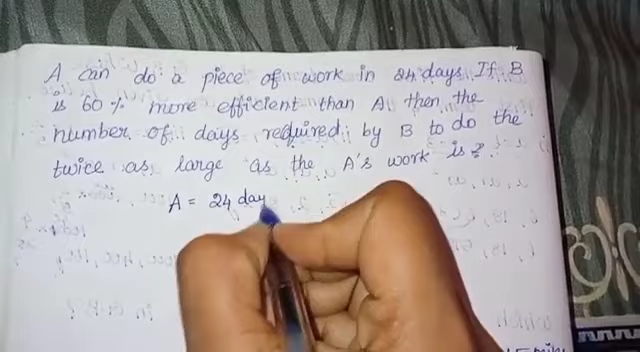 A can do a piece of work in 24 days. If B
is 60% more efficient than A, then the
number of days required by B to do the
twice as large as the A's work is?
A = 24 day